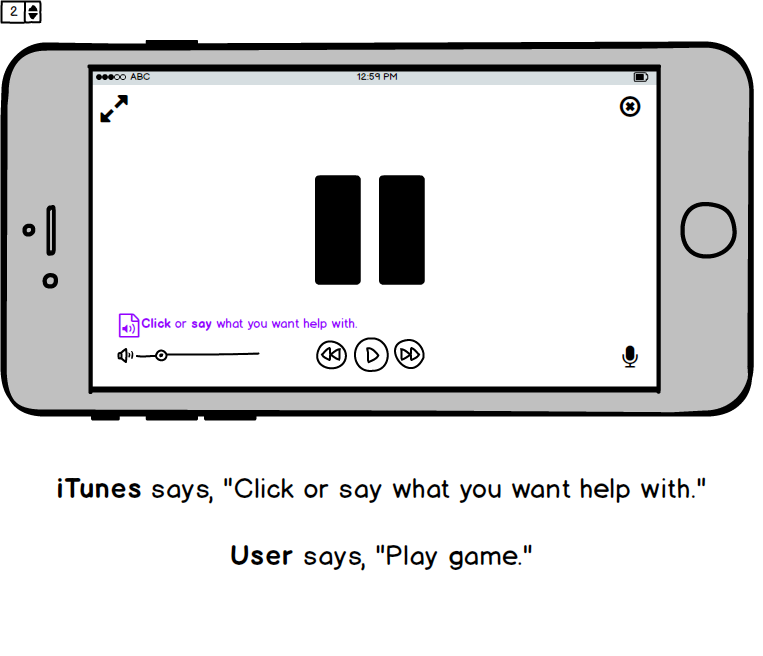 2
ABC 12:59 PM
Click or say what you want help with.
iTunes says, "Click or say what you want help with."
User says, "Play game."